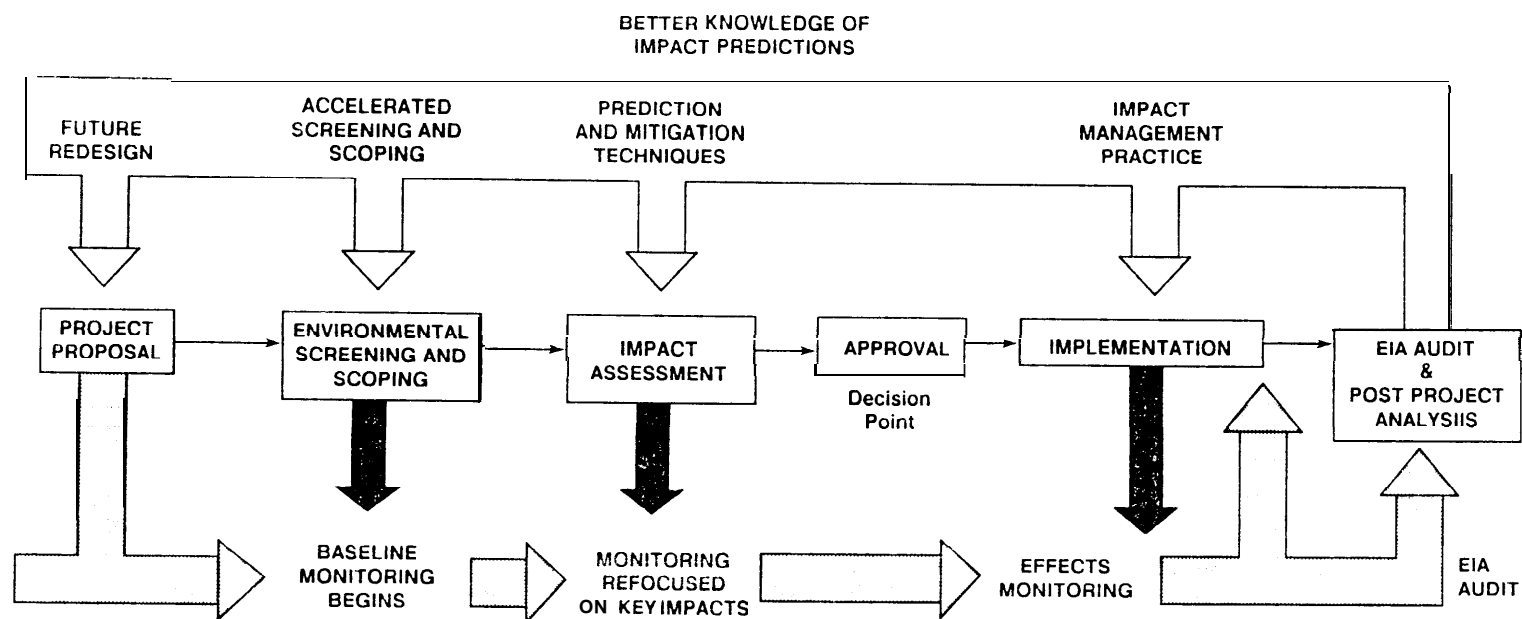 BETTER KNOWLEDGE OF
IMPACT PREDICTIONS
FUTURE
REDESIGN
ACCELERATED
SCREENING AND
SCOPING
PREDICTION
AND MITIGATION
TECHNIQUES
IMPACT
MANAGEMENT
PRACTICE
PROJECT
PROPOSAL
ENVIRONMENTAL
SCREENING AND
SCOPING
IMPACT
ASSESSMENT
APPROVAL
Decision
Point
IMPLEMENTATION
EIA AUDIT
&
POST PROJECT
ANALYSIIS
BASELINE
MONITORING
BEGINS
MONITORING
REFOCUSED
ON KEY IMPACTS
EFFECTS
MONITORING
EIA
AUDIT